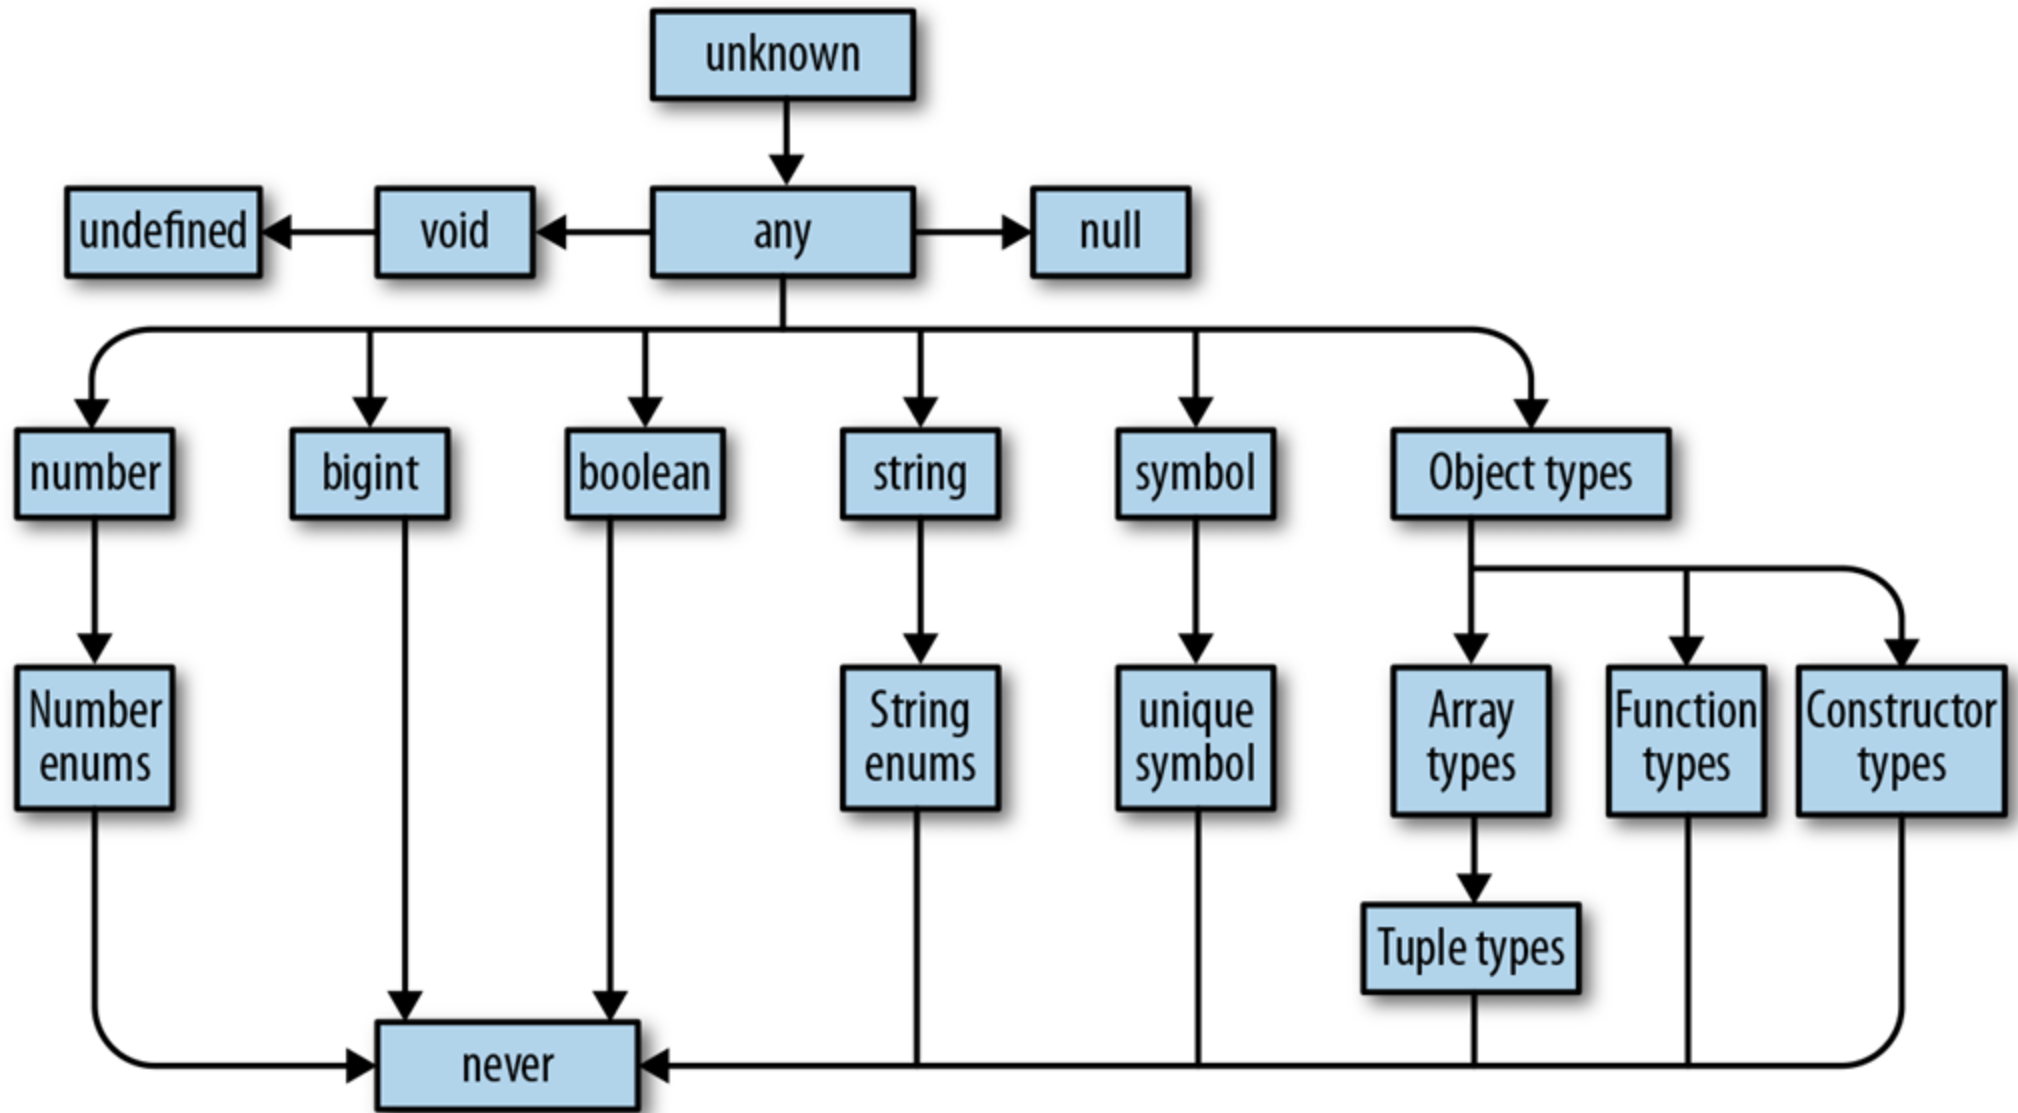 unknown
undefined
void
any
null
number
bigint
boolean
string
symbol
Object types
Number
enums
String
enums
unique
symbol
Array
types
Function
types
Constructor
types
Tuple types
never